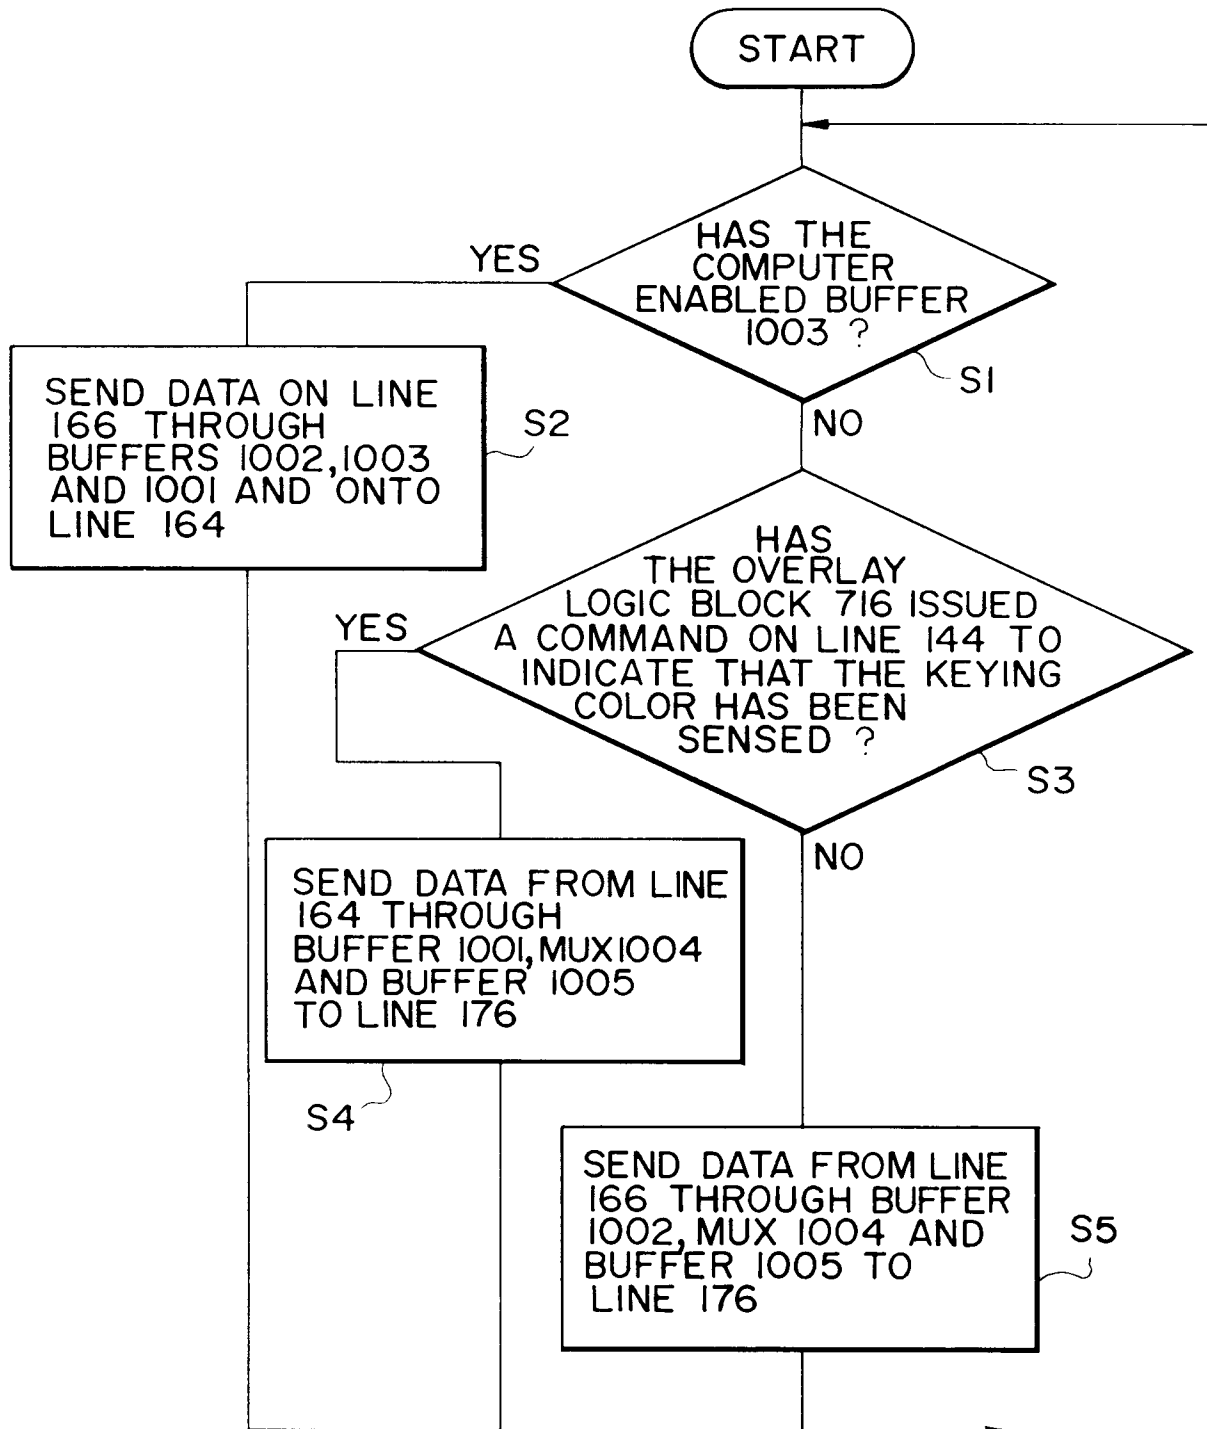 START
HAS THE
COMPUTER
ENABLED BUFFER
1003 ?
YES
S1
NO
SEND DATA ON LINE
166 THROUGH
BUFFERS 1002,1003
AND 1001 AND ONTO
LINE 164
S2
HAS
THE OVERLAY
LOGIC BLOCK 716 ISSUED
A COMMAND ON LINE 144 TO
INDICATE THAT THE KEYING
COLOR HAS BEEN
SENSED ?
YES
S3
NO
SEND DATA FROM LINE
164 THROUGH
BUFFER 1001,MUX1004
AND BUFFER 1005
TO LINE 176
S4
SEND DATA FROM LINE
166 THROUGH BUFFER
1002, MUX 1004 AND
BUFFER 1005 TO
LINE 176
S5